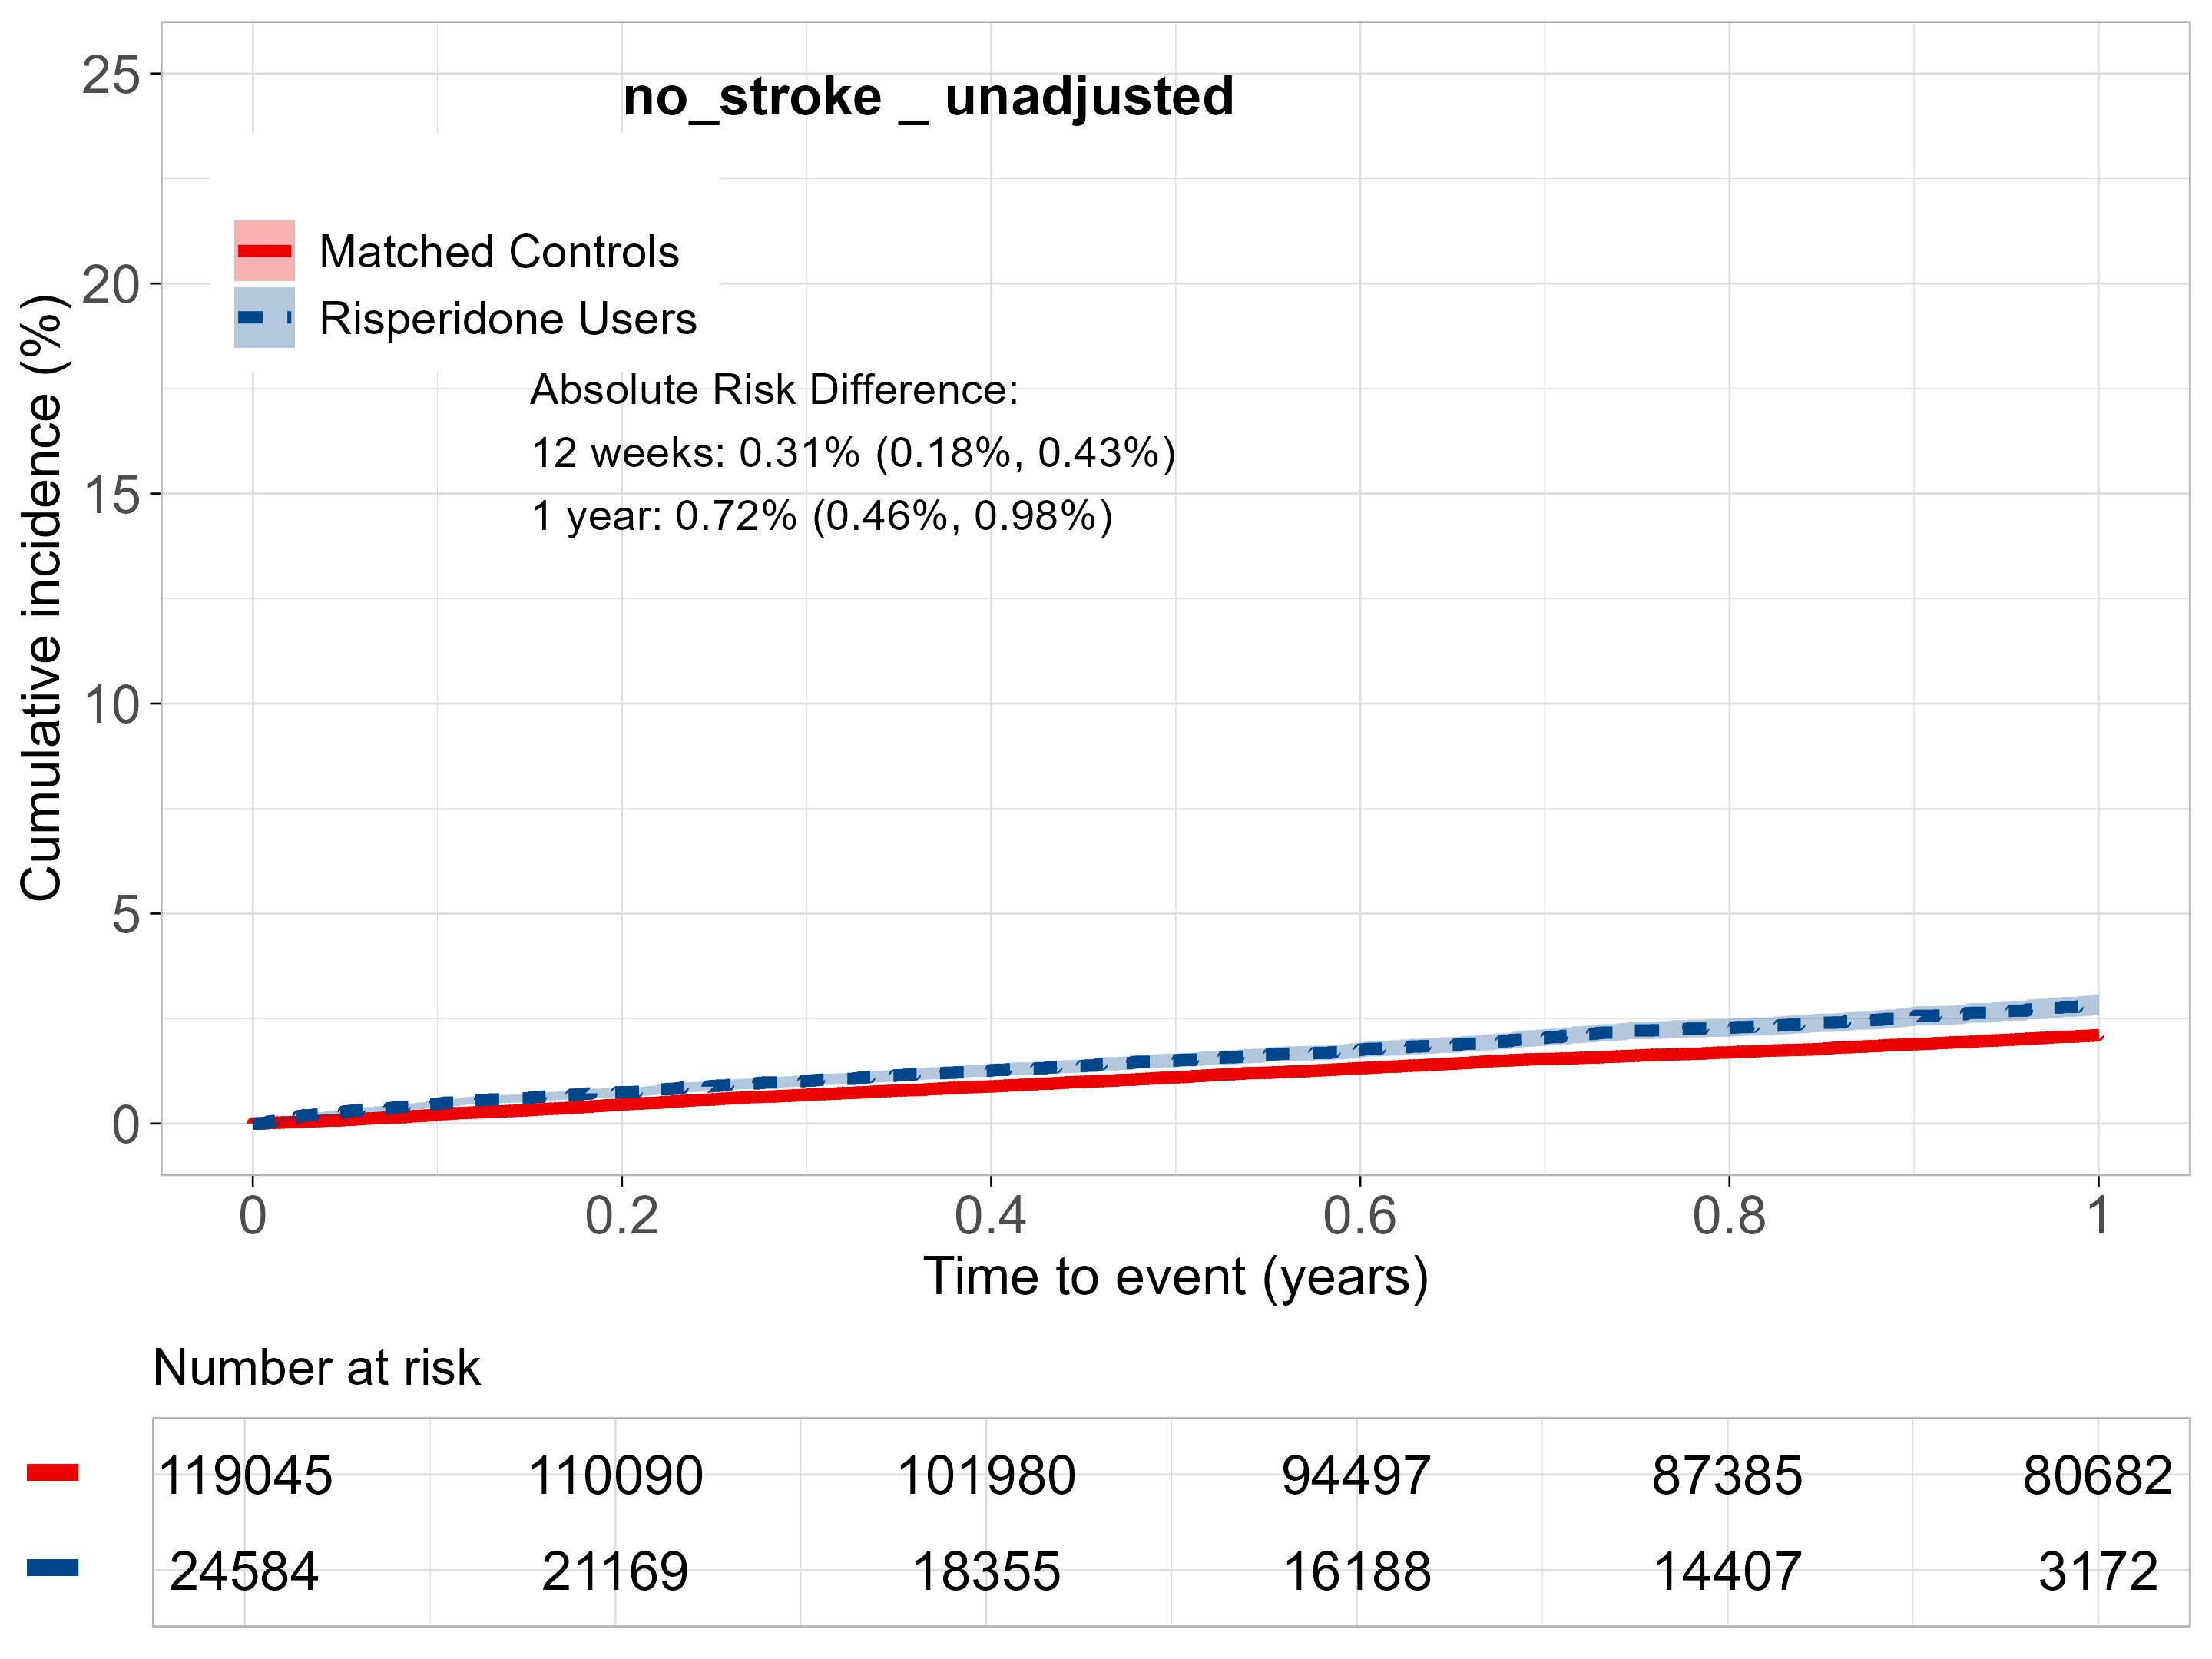 no_stroke _ unadjusted
Matched Controls
Risperidone Users
Absolute Risk Difference:
12 weeks: 0.31% (0.18%, 0.43%)
1 year: 0.72% (0.46%, 0.98%)
Cumulative incidence (%)
25
20
15
10
5
0
0 0.2 0.4 0.6 0.8 1
Time to event (years)
Number at risk
119045 110090 101980 94497 87385 80682
24584 21169 18355 16188 14407 3172